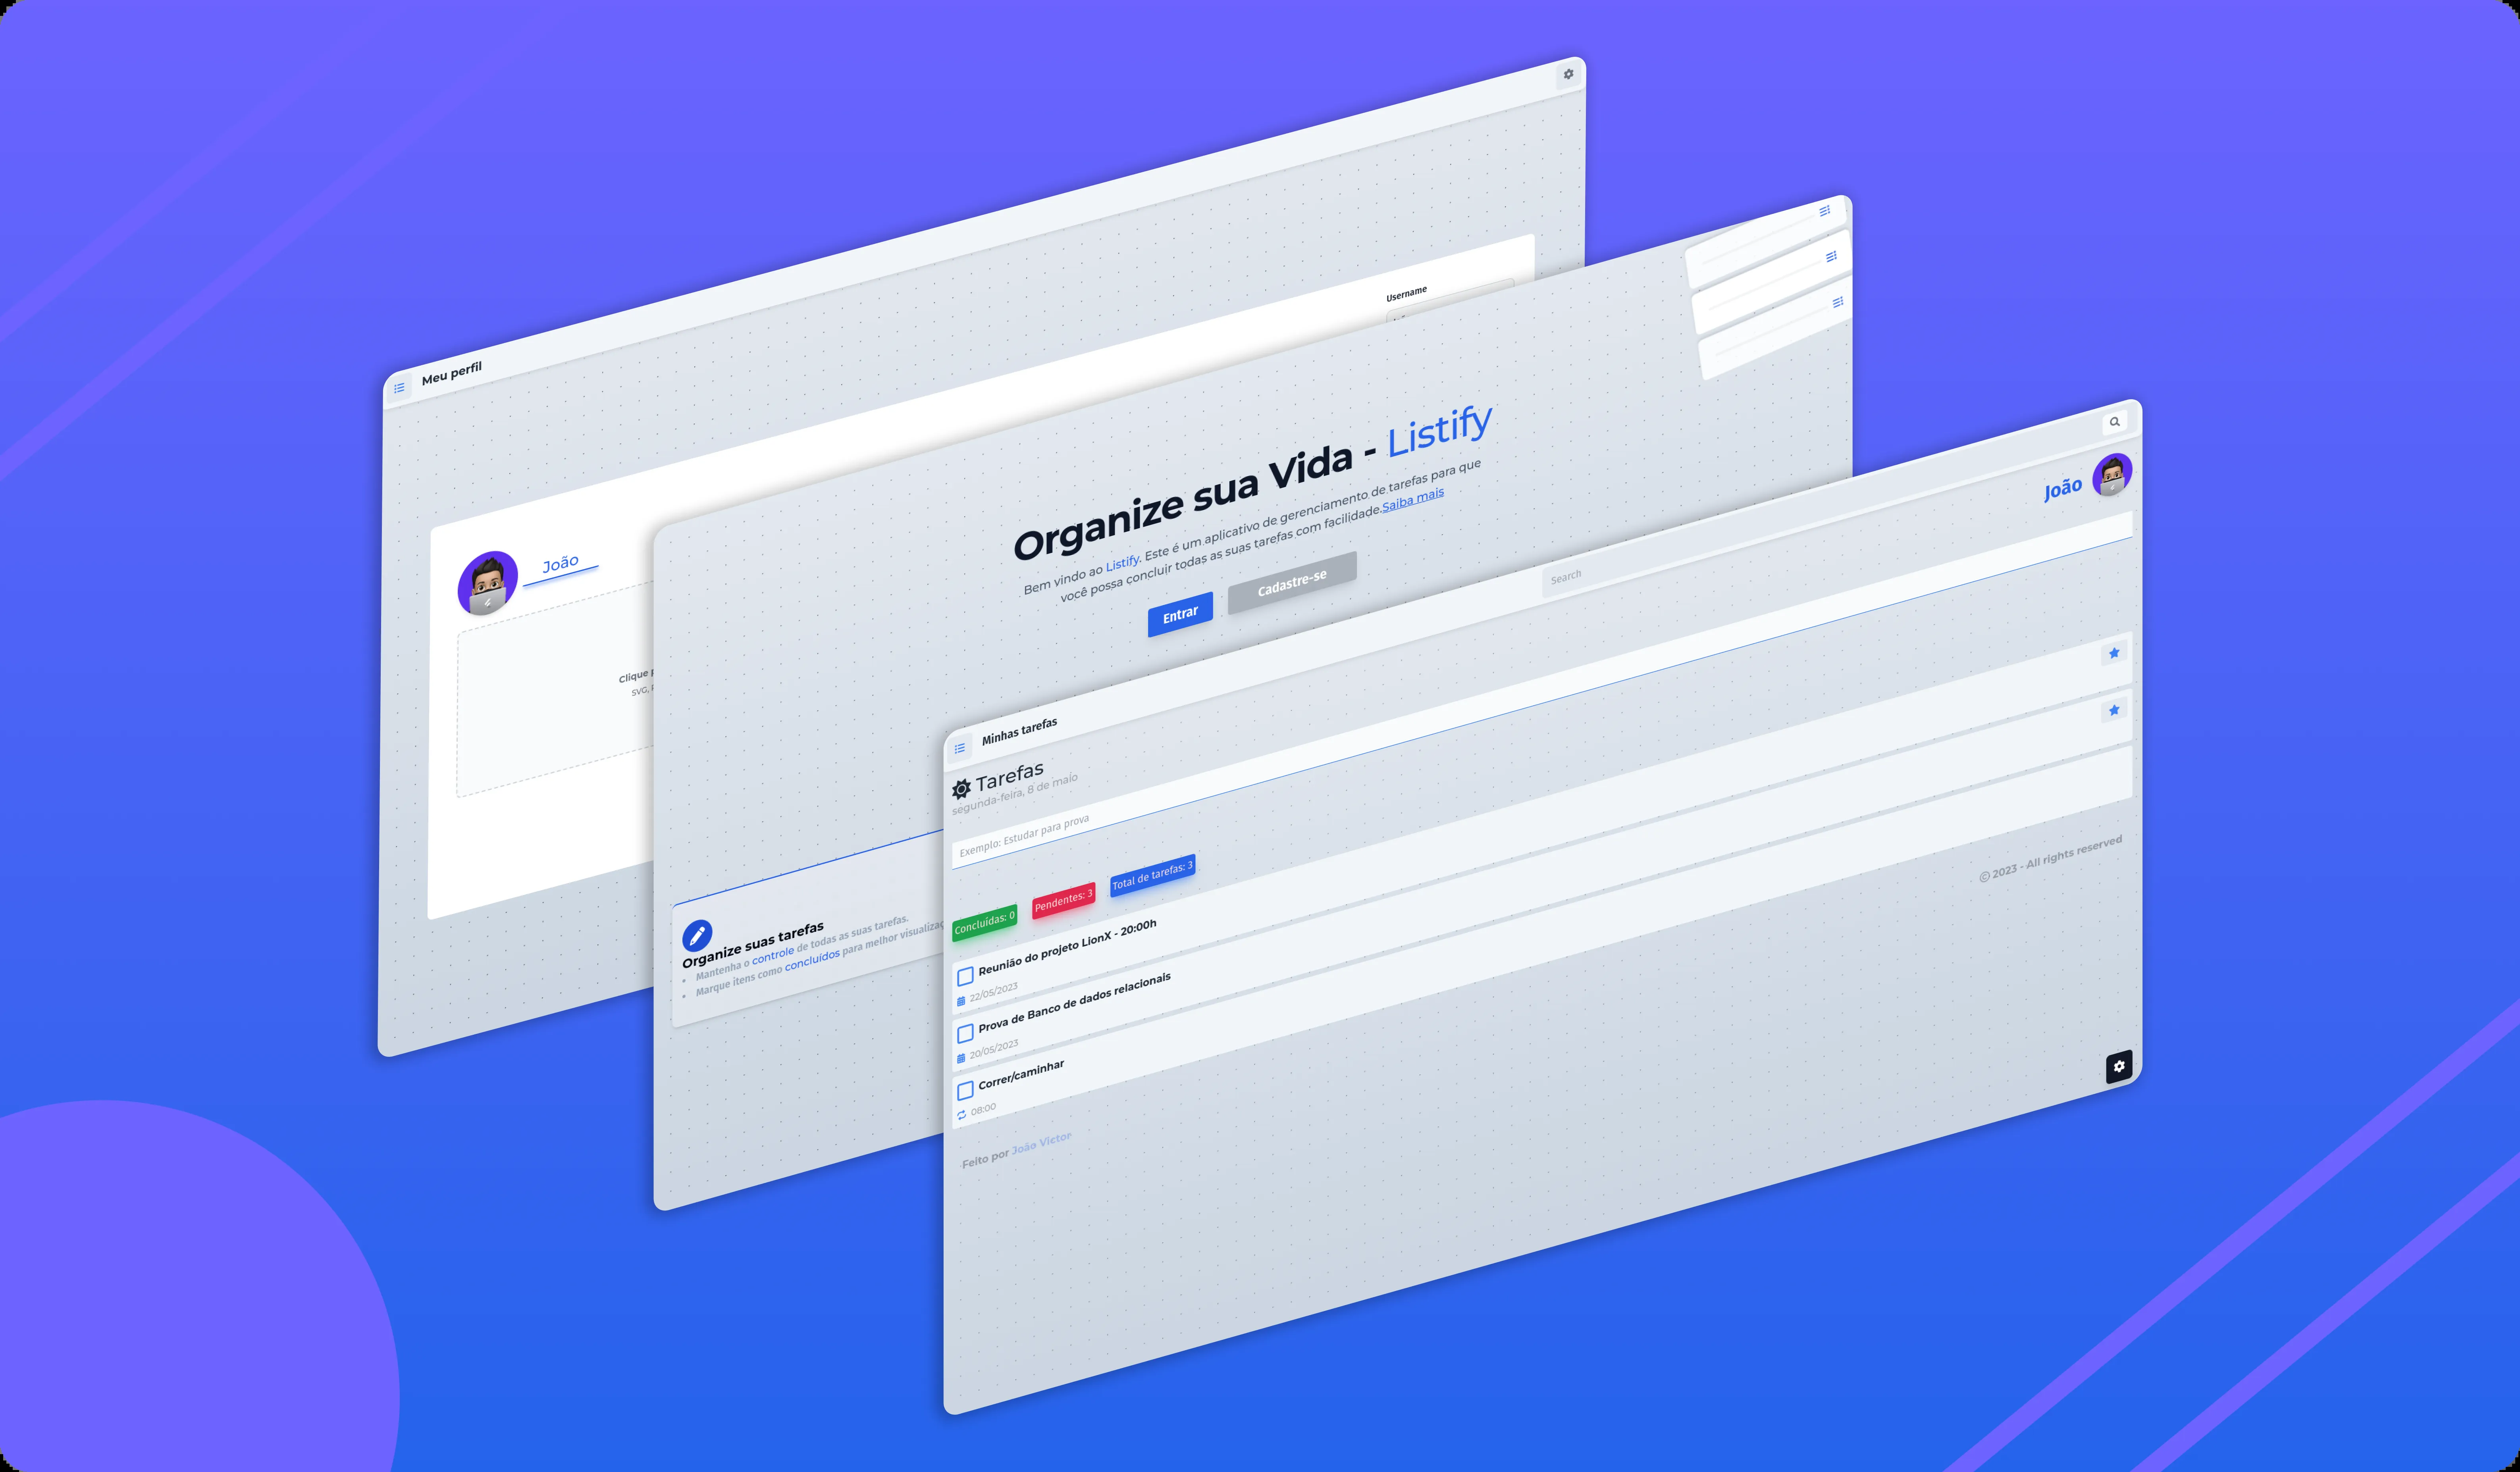 Meu perfil
Username
João
Clique
SVG,
Organize sua Vida - Listify
Bem vindo ao Listify. Este é um aplicativo de gerenciamento de tarefas para que
você possa concluir todas as suas tarefas com facilidade.Saiba mais
Entrar
Cadastre-se
Organize suas tarefas
Mantenha o controle de todas as suas tarefas.
Marque itens como concluídos para melhor
Minhas tarefas
Search
João
Tarefas
segunda-feira, 8 de maio
Exemplo: Estudar para prova
Concluídas: 0
Pendentes: 3
Total de tarefas: 3
Reunião do projeto LionX - 20:00h
22/05/2023
Prova de Banco de dados relacionais
20/05/2023
Correr/caminhar
08:00
Feito por João Victor
© 2023 - All rights reserved